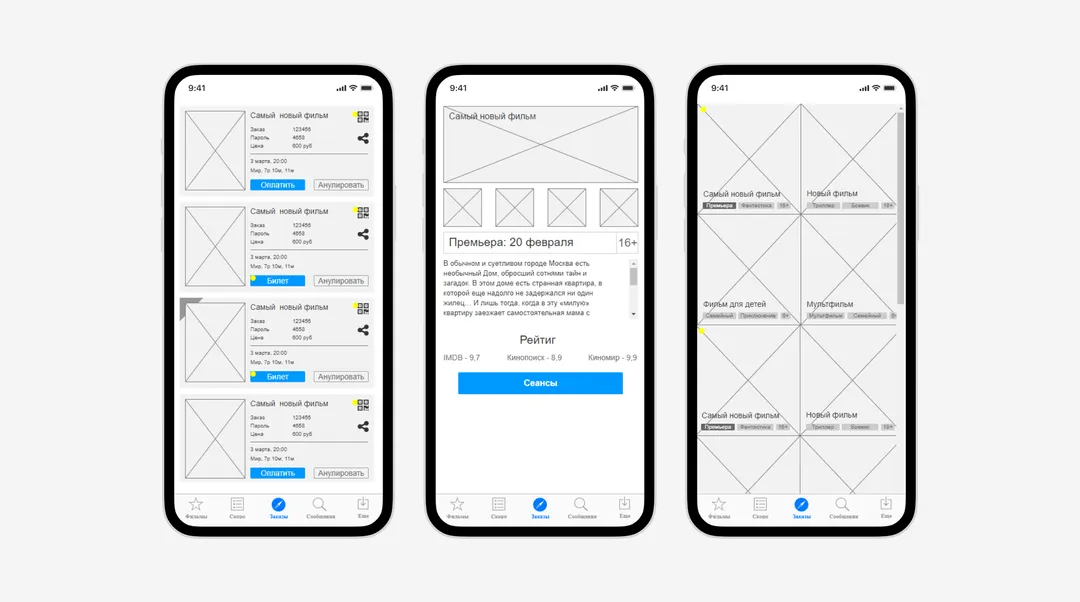 9:41
Самый новый фильм
Заказ 123456
Пароль 4658
Цена 600 руб
3 марта. 20:00
Мир, 7р 10м, 11м
Оплатить Анулировать
Самый новый фильм
Заказ 123456
Пароль 4658
Цена 600 руб
3 марта. 20:00
Мир, 7р 10м, 11м
Билет Анулировать
Самый новый фильм
Заказ 123456
Пароль 4658
Цена 600 руб
3 марта. 20:00
Мир, 7р 10м, 11м
Билет Анулировать
Самый новый фильм
Заказ 123456
Пароль 4658
Цена 600 руб
3 марта. 20:00
Мир, 7р 10м, 11м
Оплатить Анулировать
Фильмы Скоро Заказы Сообщения Еще
9:41
Самый новый фильм
Премьера: 20 февраля 16+
В обычном и суетливом городе Москва есть
необычный Дом, обросший сотнями тайн и
загадок. В этом доме есть странная квартира, в
которой еще надолго не задержался ни один
жилец... И лишь тогда, когда в эту «милую»
квартиру заезжает самостоятельная мама с
Рейтиг
IMDB - 9,7 Кинопоиск - 8,9 Киномир - 9,9
Сеансы
Фильмы Скоро Заказы Сообщения Еще
9:41
Самый новый фильм Новый фильм
Премьера Фантастика 16+ Триллер Боевик 16+
Фильм для детей Мультфильм
Семейный Приключение 6+ Мультфильм Семейный
Самый новый фильм Новый фильм
Премьера Фантастика 16+ Триллер Боевик 16+
Фильмы Скоро Заказы Сообщения Еще